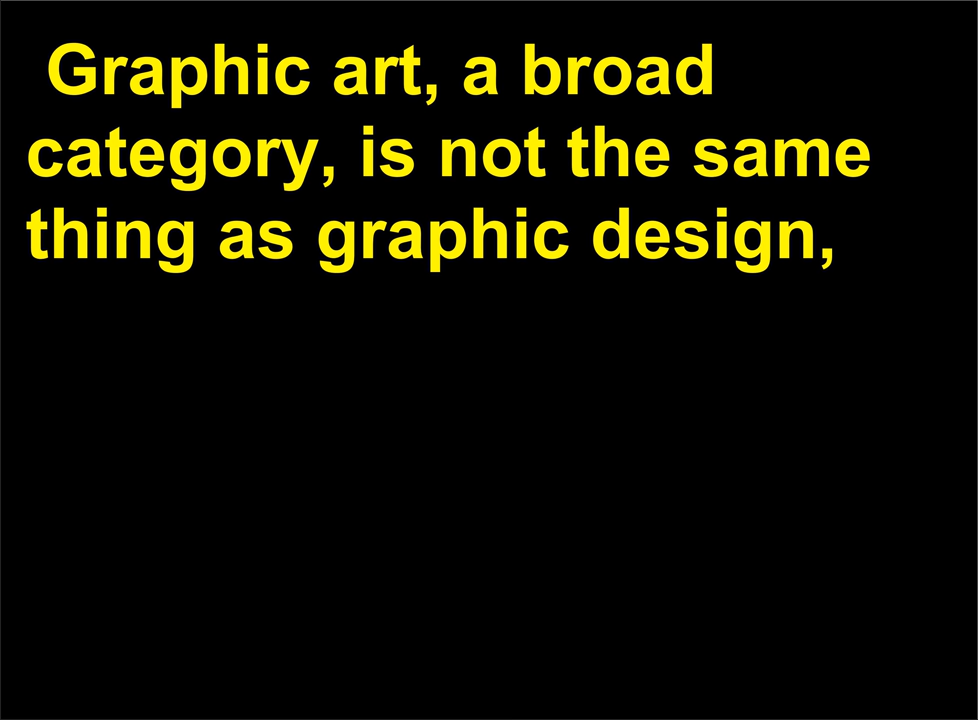 Graphic art, a broad
category, is not the same
thing as graphic design,